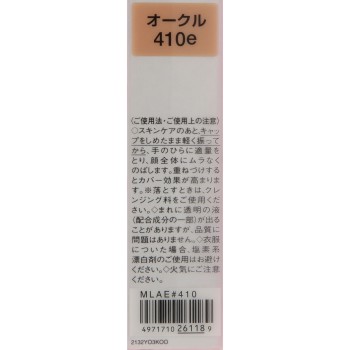 オークル
410e
〈ご使用法・ご使用上の注意〉
◇スキンケアのあと、キャッ
プをしめたまま軽く振って
から、手のひらに適量を
とり、顔全体にムラなく
のばします。重ねづけする
とカバー効果が高まりま
す。※落とすときは、クレ
ンジング料をご使用くだ
さい。◇まれに透明の液
(配合成分の一部)が出る
ことがありますが、品質に
問題はありません。◇衣服
についた場合、塩素系
漂白剤のご使用はお避け
ください。◇火気にご注意
ください。
MLAE#410
4971710 261189
2132YO3KOG